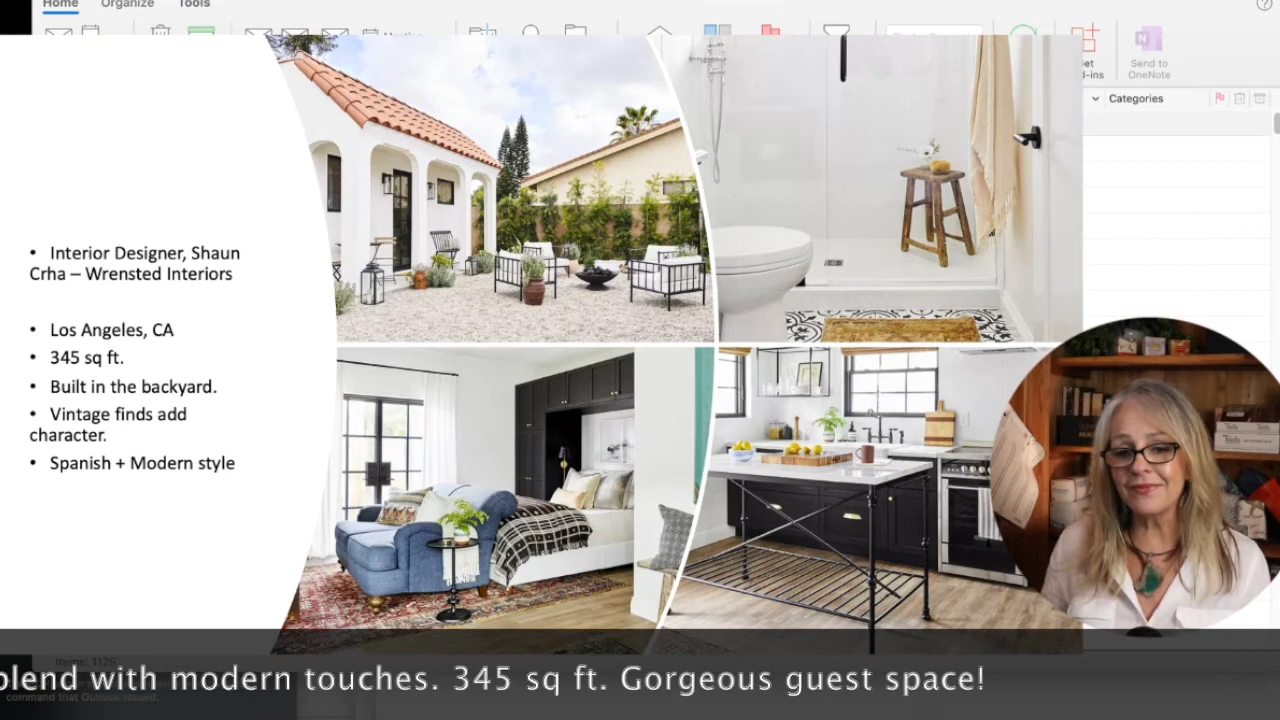 Home Organize Tools
Send to
OneNote
Categories
• Interior Designer, Shaun
Crha – Wrensted Interiors
• Los Angeles, CA
• 345 sq ft.
• Built in the backyard.
• Vintage finds add
character.
• Spanish + Modern style
Items: 1129
blend with modern touches. 345 sq ft. Gorgeous guest space!